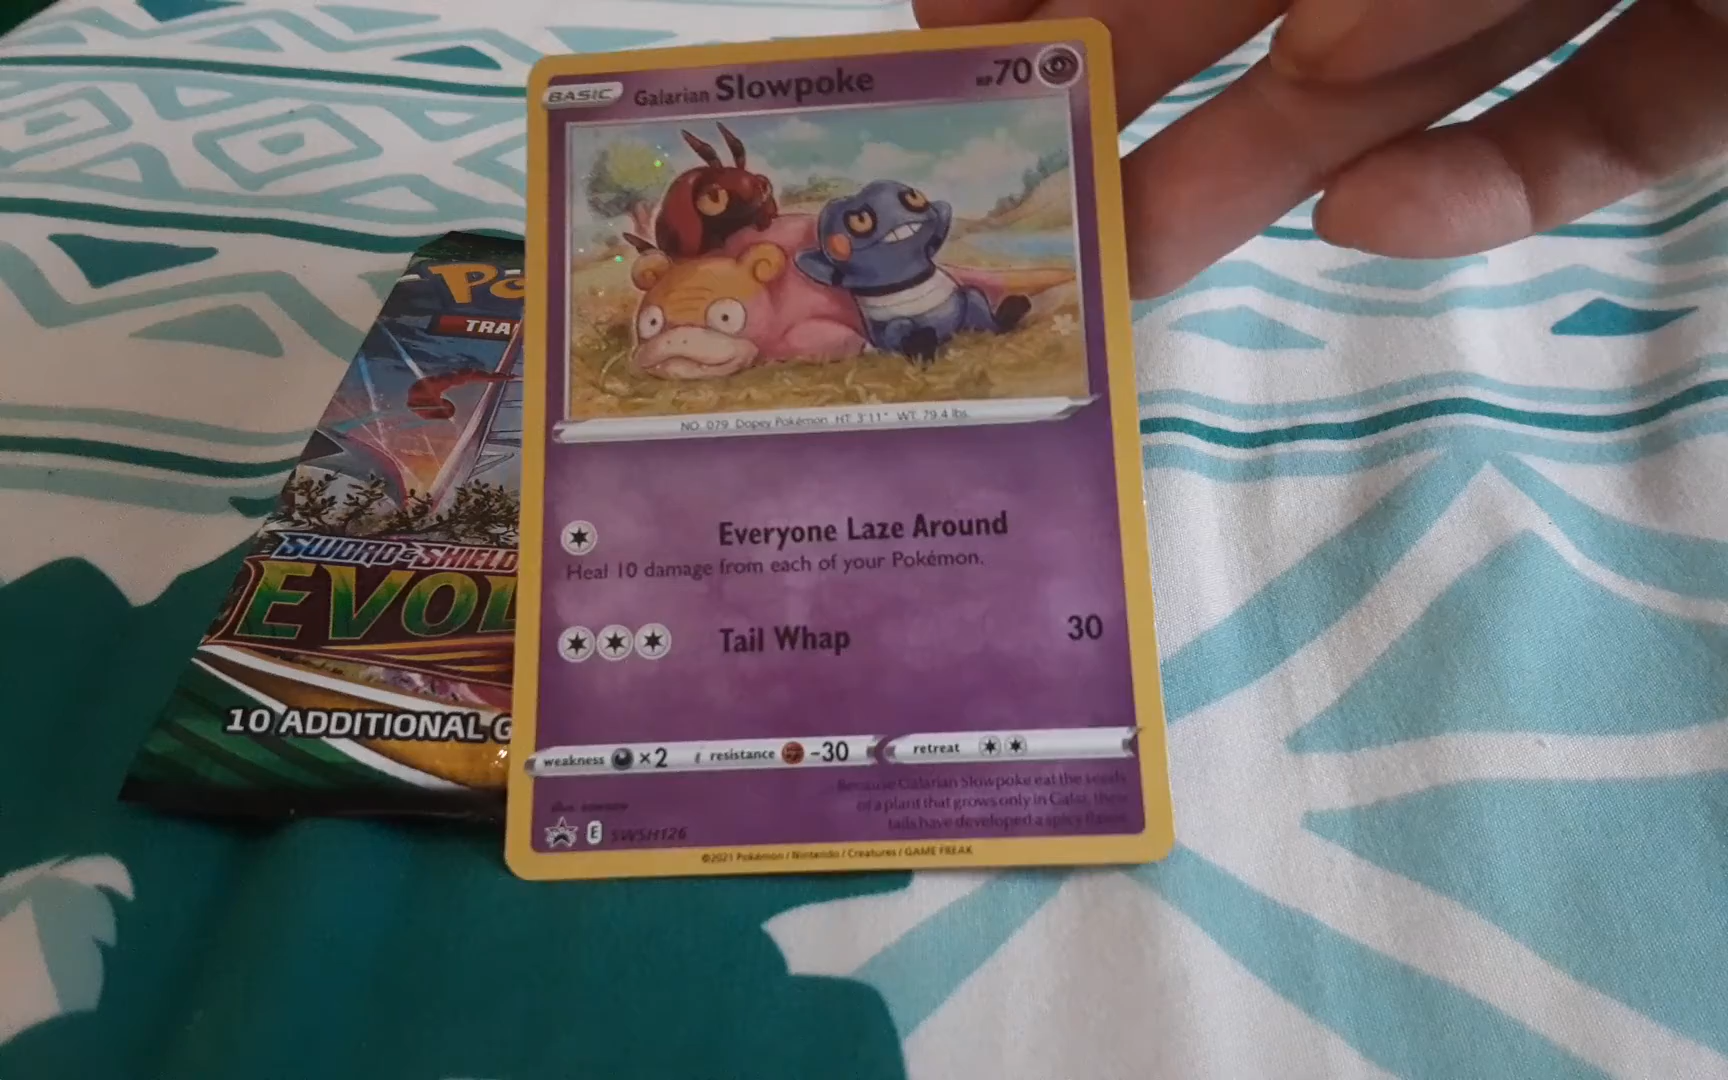 BASIC Galarian Slowpoke HP 70
NO. 079 Dopey Pokémon HT: 3'11" WT: 79.4 lbs.
Everyone Laze Around
Heal 10 damage from each of your Pokémon.
Tail Whap 30
weakness ×2 resistance -30 retreat
Because Galarian Slowpoke eat the seeds
of a plant that grows only in Galar, their
tails have developed a spicy flavor.
Illus.
E SWSH126
©2021 Pokémon / Nintendo / Creatures / GAME FREAK
Po
TRA
SWORD & SHIELD
EVOL
10 ADDITIONAL G